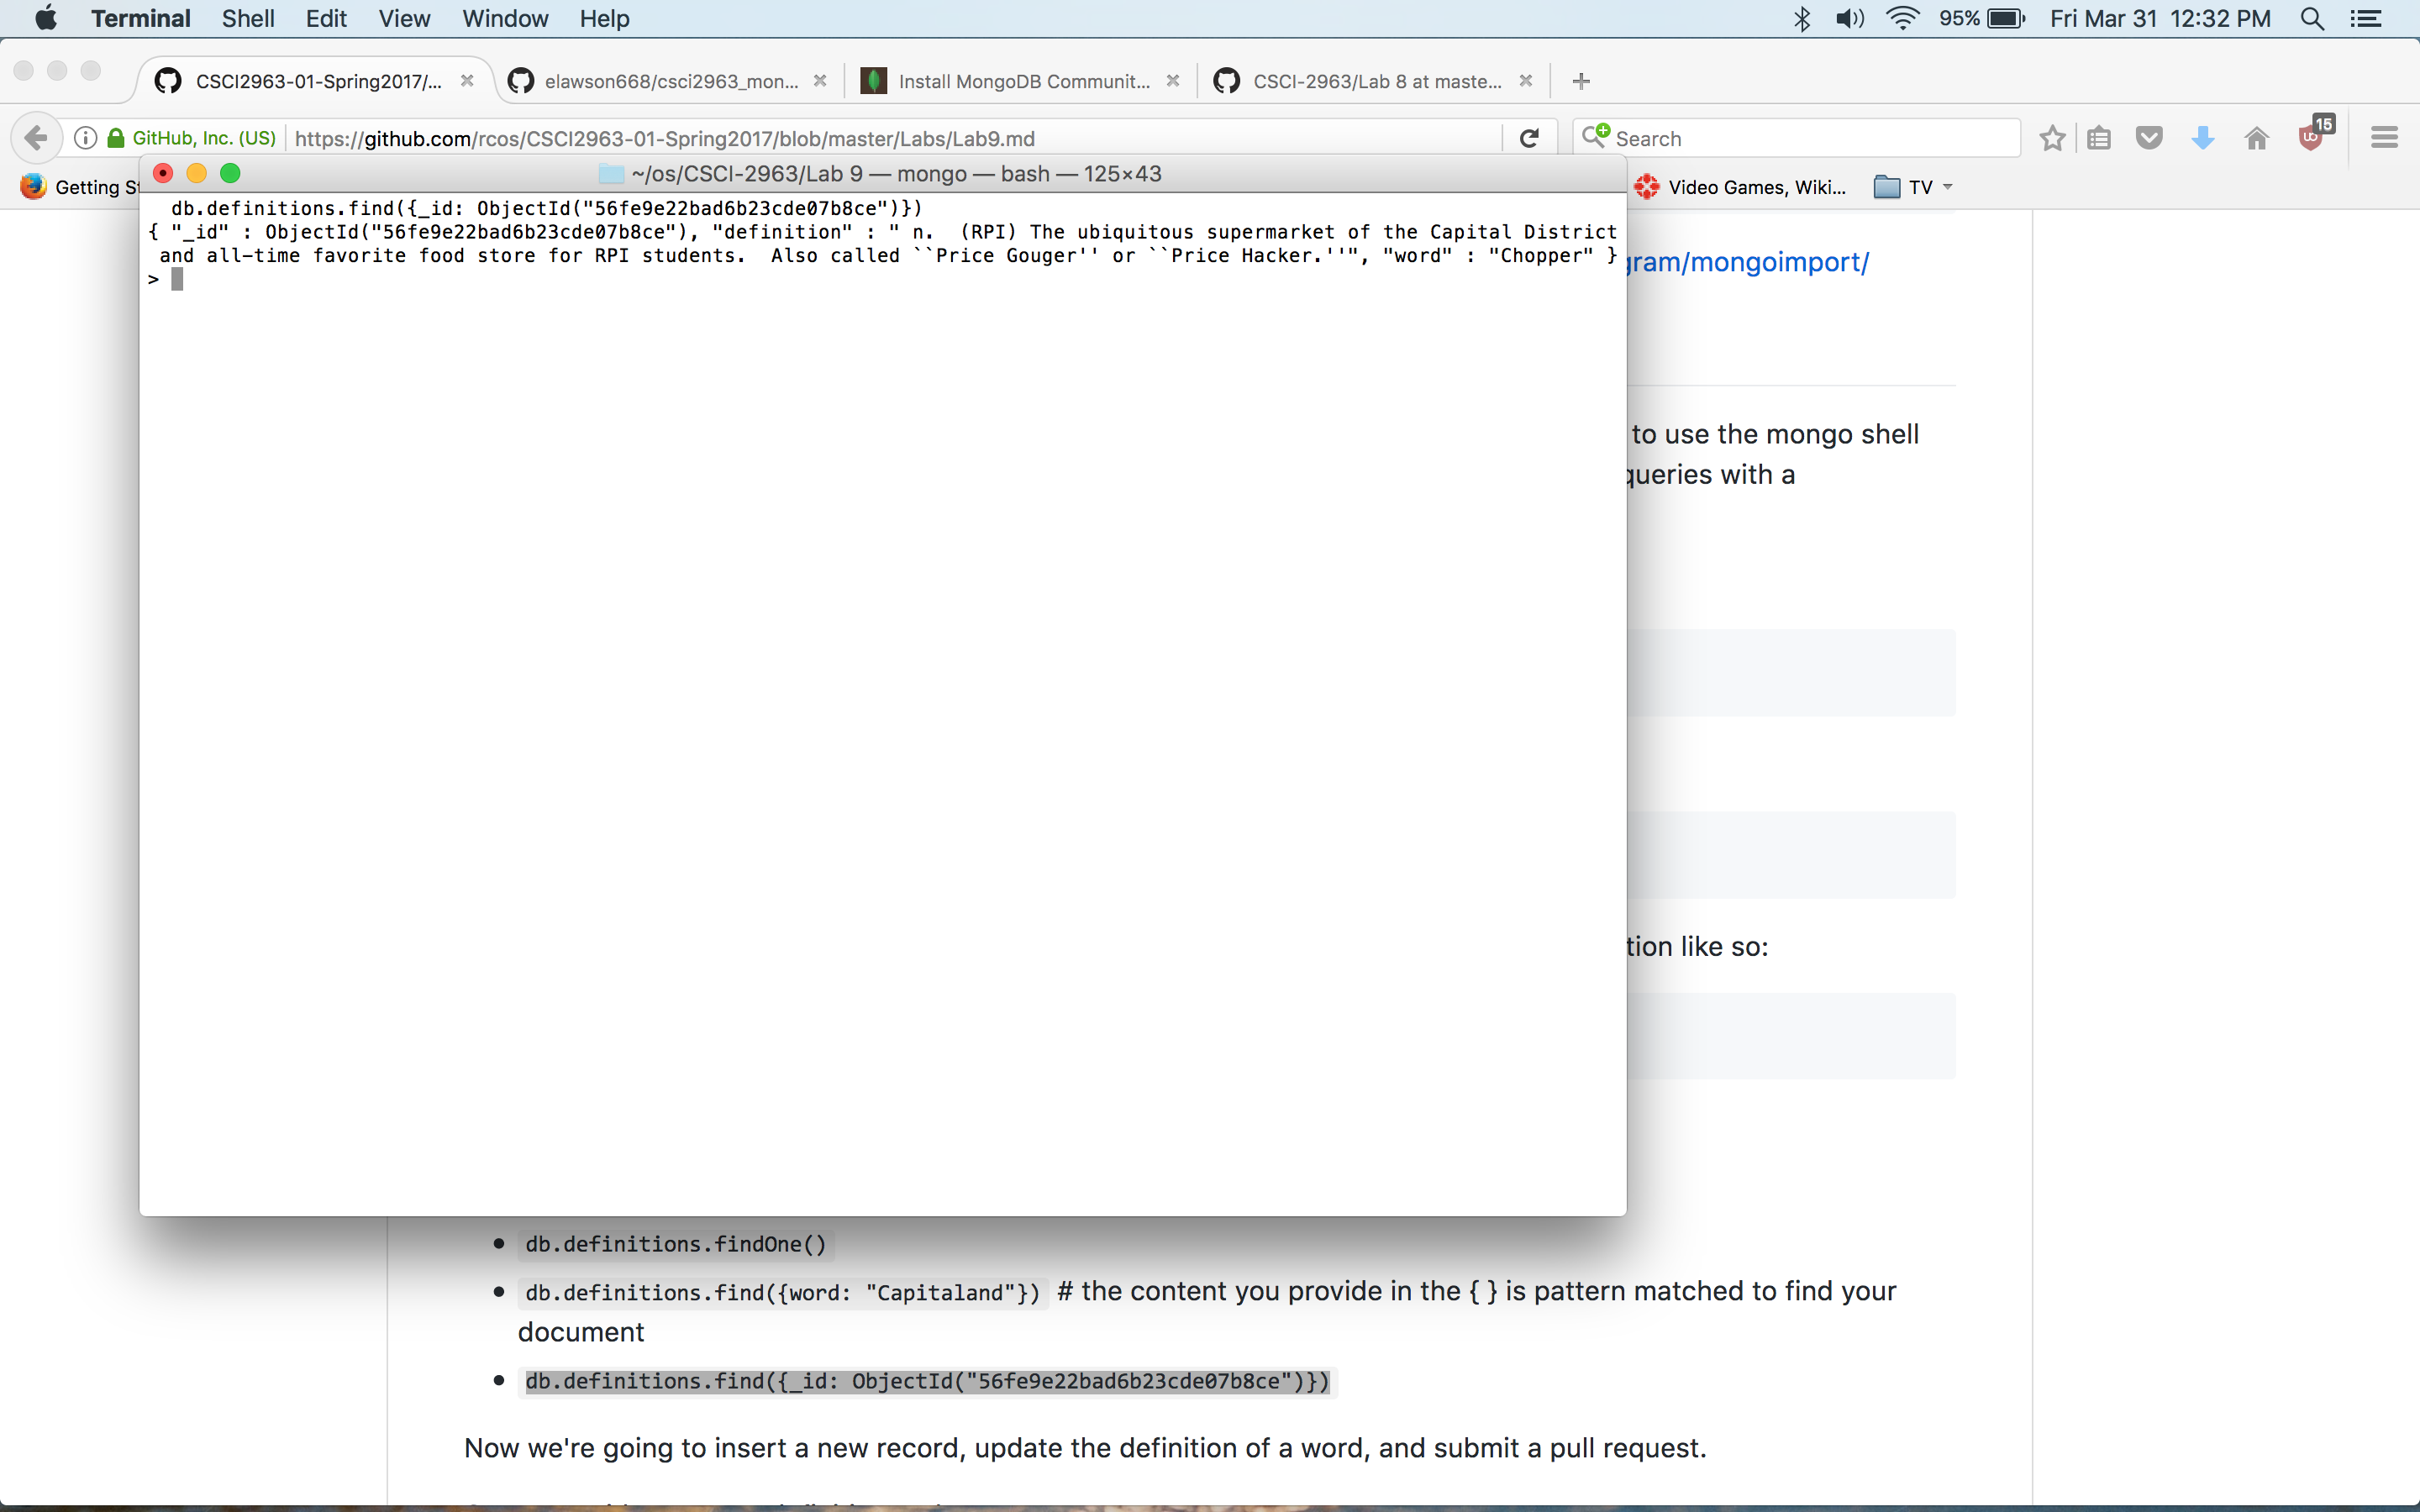 Terminal Shell Edit View Window Help 95% Fri Mar 31 12:32 PM
CSCI2963-01-Spring2017/... elawson668/csci2963_mon... Install MongoDB Communit... CSCI-2963/Lab 8 at maste...
GitHub, Inc. (US) https://github.com/rcos/CSCI2963-01-Spring2017/blob/master/Labs/Lab9.md Search 15
Getting St Video Games, Wiki... TV
~/os/CSCI-2963/Lab 9 — mongo — bash — 125×43
db.definitions.find({_id: ObjectId("56fe9e22bad6b23cde07b8ce")})
{ "_id" : ObjectId("56fe9e22bad6b23cde07b8ce"), "definition" : " n.  (RPI) The ubiquitous supermarket of the Capital District
and all-time favorite food store for RPI students.  Also called ``Price Gouger'' or ``Price Hacker.''", "word" : "Chopper" }
>
gram/mongoimport/
to use the mongo shell
queries with a
tion like so:
db.definitions.findOne()
db.definitions.find({word: "Capitaland"}) # the content you provide in the { } is pattern matched to find your
document
db.definitions.find({_id: ObjectId("56fe9e22bad6b23cde07b8ce")})
Now we're going to insert a new record, update the definition of a word, and submit a pull request.